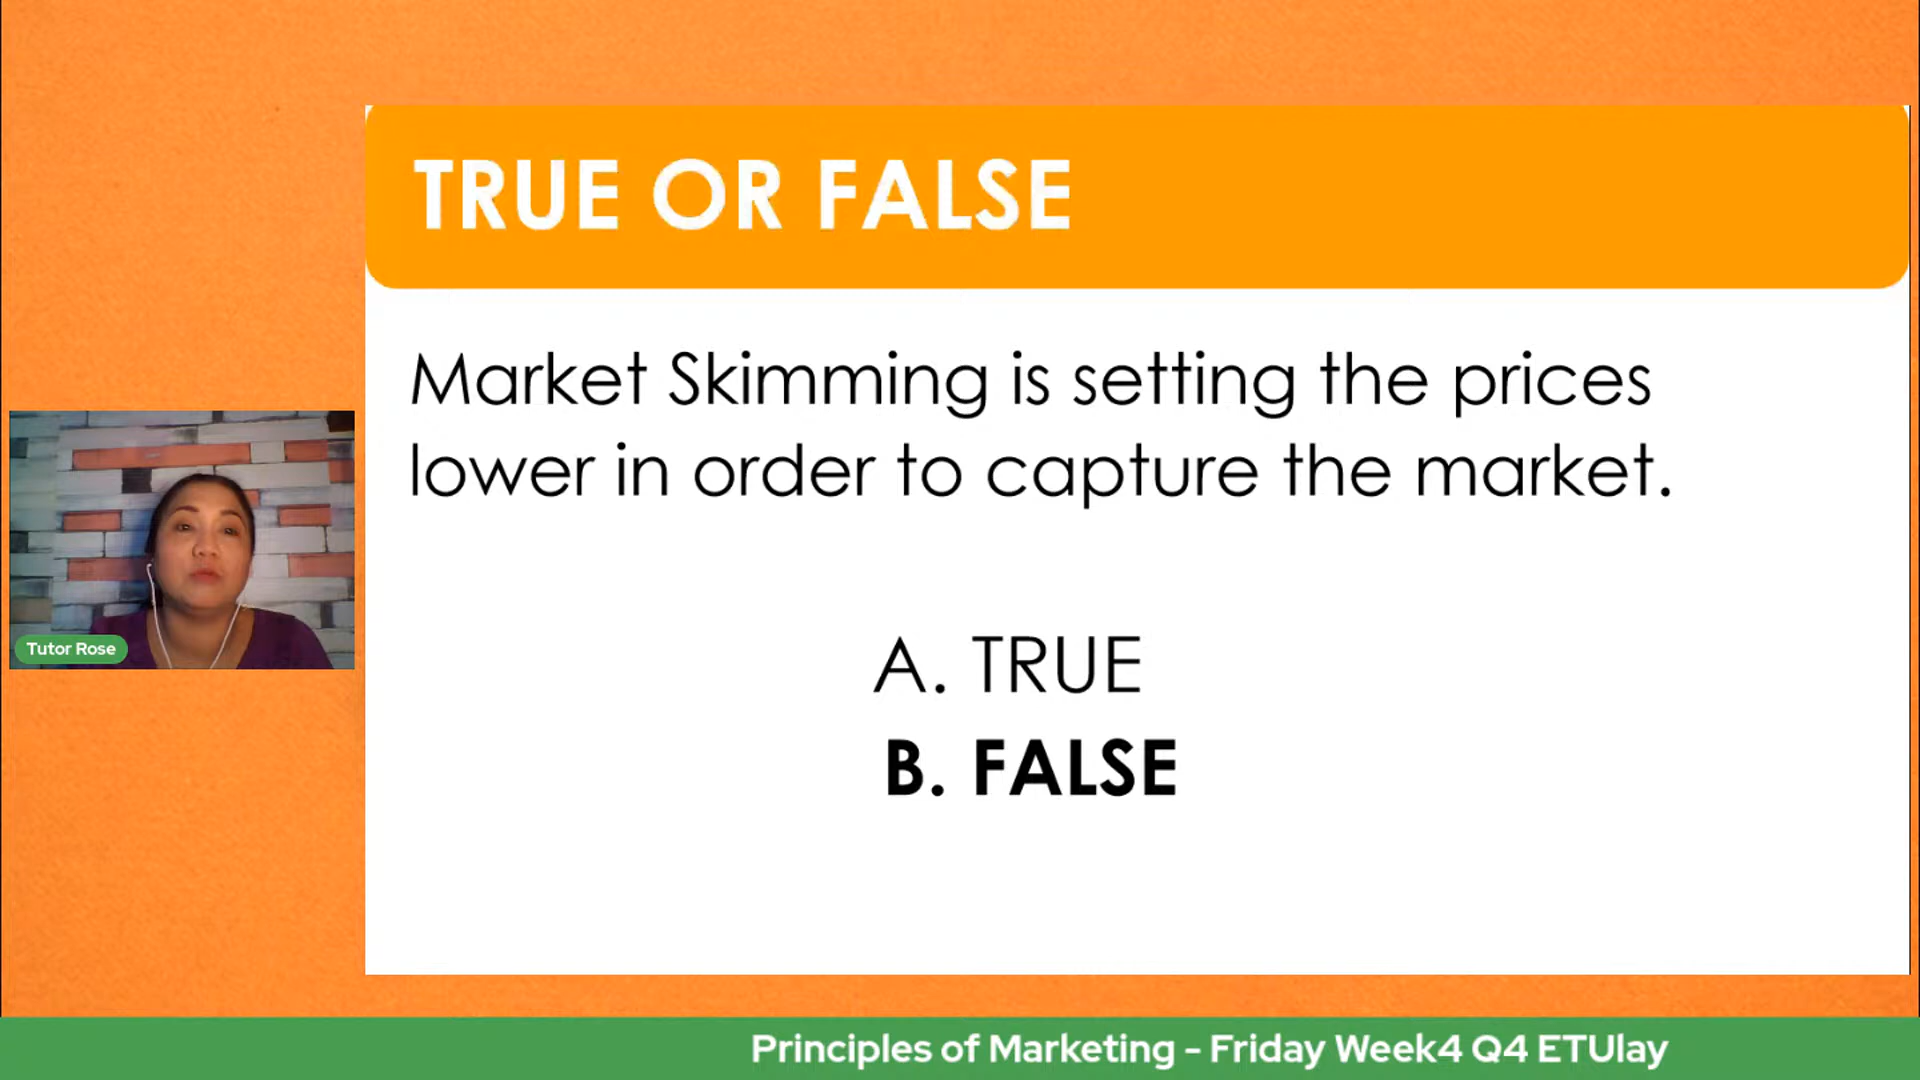 TRUE OR FALSE
Market Skimming is setting the prices
lower in order to capture the market.
A. TRUE
B. FALSE
Tutor Rose
Principles of Marketing - Friday Week4 Q4 ETUlay